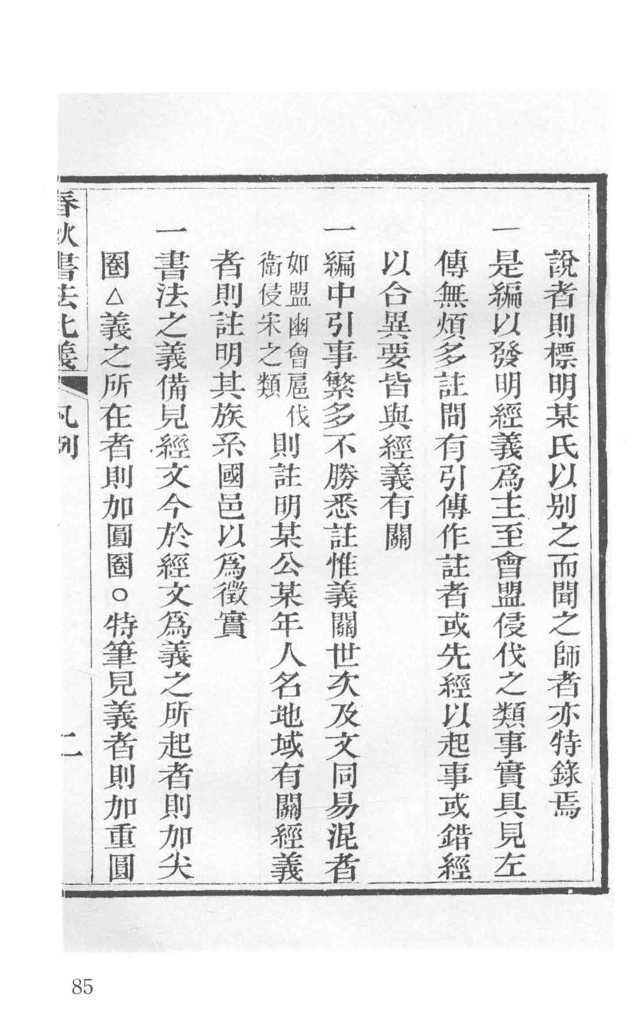 說者則標明某氏以别之而聞之師者亦特錄焉
一是編以發明經義爲主至會盟侵伐之類事實具見左
傳無煩多註間有引傳作註者或先經以起事或錯經
以合異要皆與經義有關
一編中引事繁多不勝悉註惟義關世次及文同易混者
如盟幽會扈伐
衛侵宋之類
則註明某公某年人名地域有關經義
者則註明其族系國邑以爲徵實
一書法之義備見經文今於經文爲義之所起者則加尖
圈△義之所在者則加圓圈○特筆見義者則加重圓
春秋書法比義
凡例
二
85